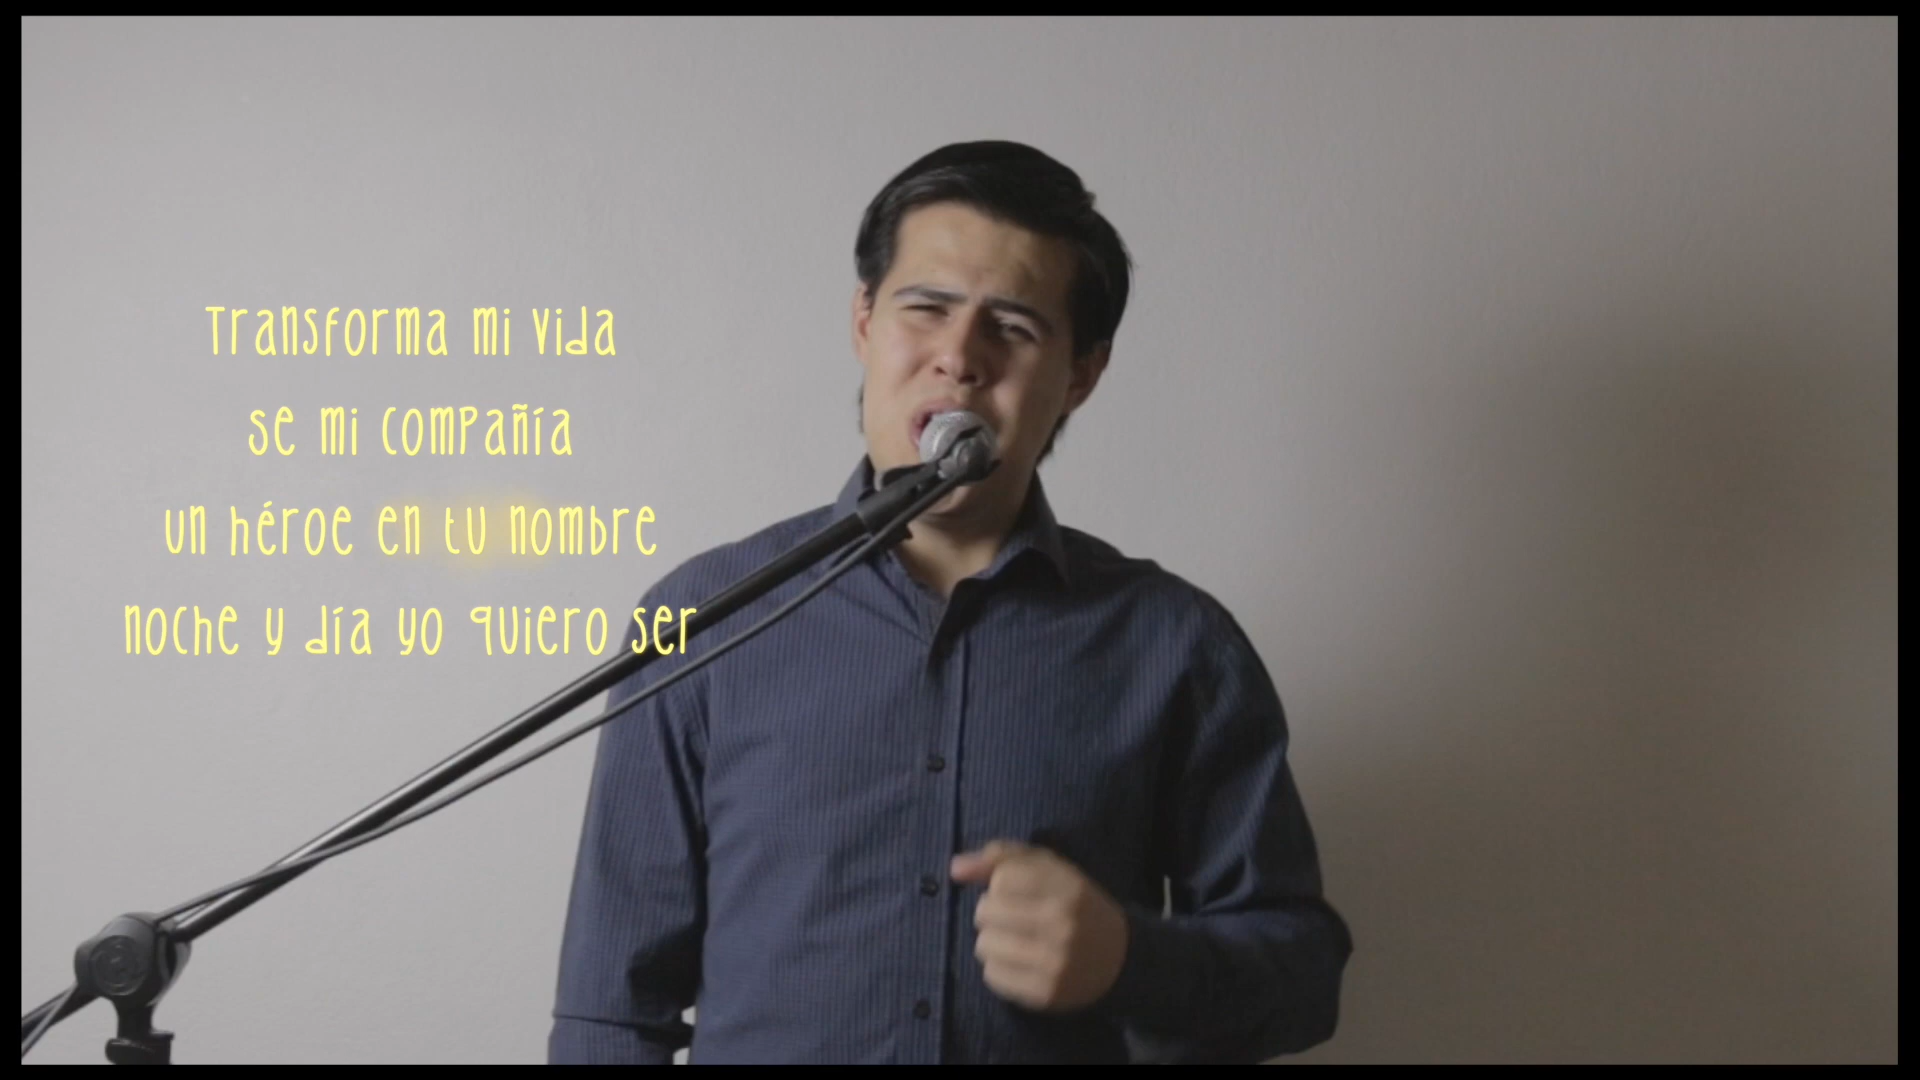 Transforma mi vida
se mi compañía
un héroe en tu nombre
noche y día yo quiero ser